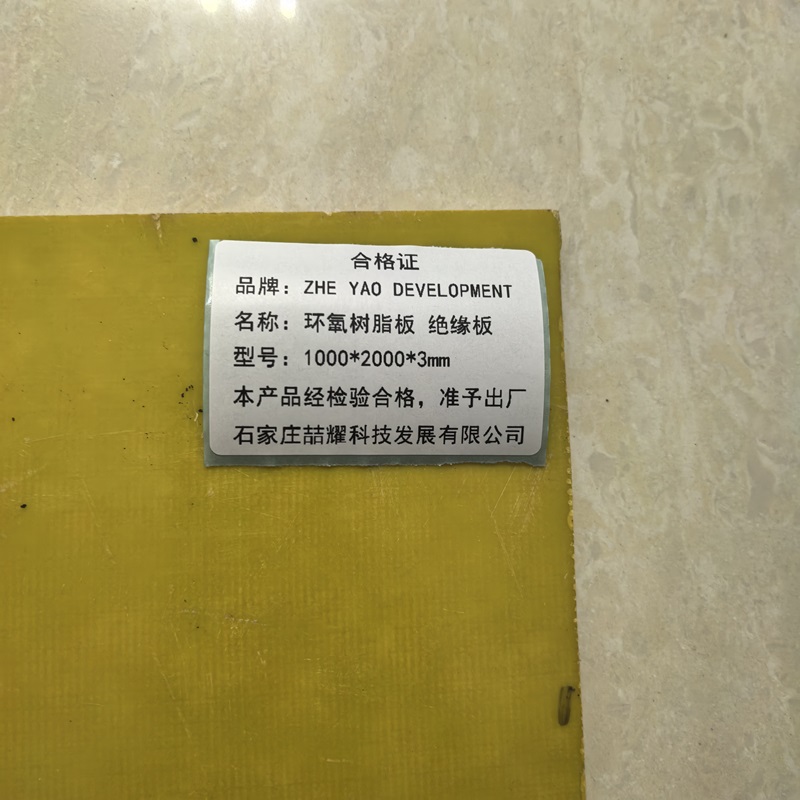 合格证
品牌：ZHE YAO DEVELOPMENT
名称：环氧树脂板 绝缘板
型号：1000*2000*3mm
本产品经检验合格，准予出厂
石家庄喆耀科技发展有限公司